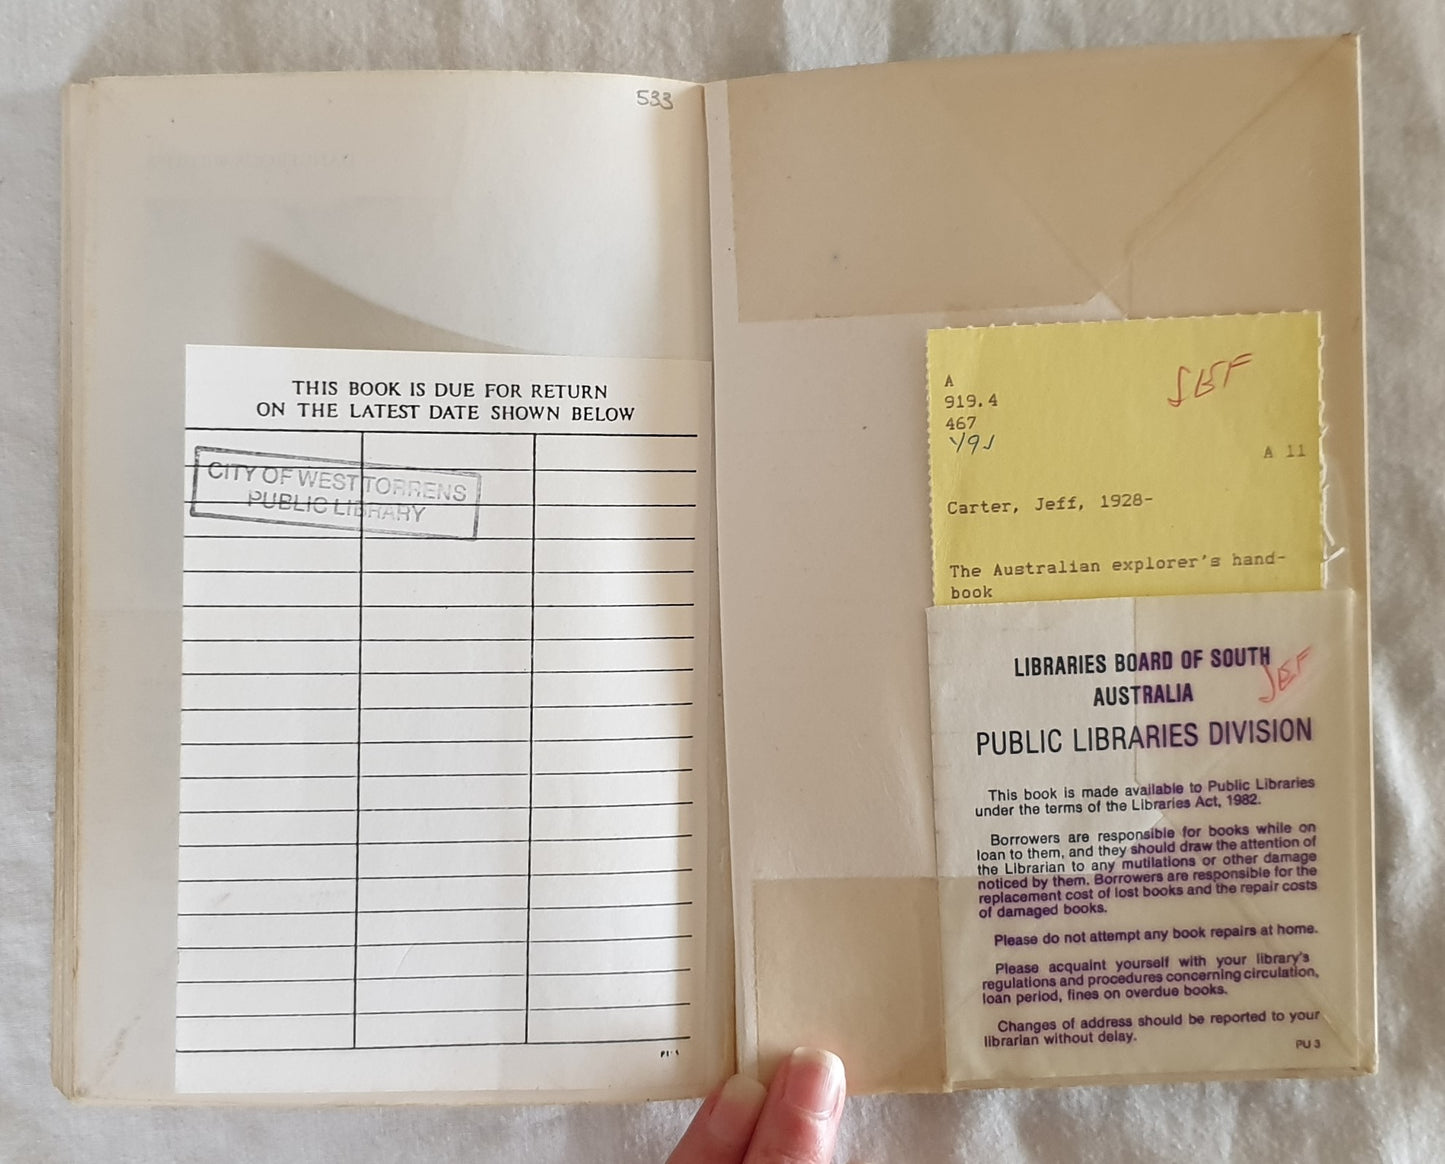 533
THIS BOOK IS DUE FOR RETURN
ON THE LATEST DATE SHOWN BELOW
CITY OF WEST TORRENS
PUBLIC LIBRARY
A
919.4
467
A 11
Carter, Jeff, 1928-
The Australian explorer's hand-
book
LIBRARIES BOARD OF SOUTH
AUSTRALIA
PUBLIC LIBRARIES DIVISION
This book is made available to Public Libraries
under the terms of the Libraries Act, 1982.
Borrowers are responsible for books while on
loan to them, and they should draw the attention of
the Librarian to any mutilations or other damage
noticed by them. Borrowers are responsible for the
replacement cost of lost books and the repair costs
of damaged books.
Please do not attempt any book repairs at home.
Please acquaint yourself with your library's
regulations and procedures concerning circulation,
loan period, fines on overdue books.
Changes of address should be reported to your
librarian without delay.
PU 3